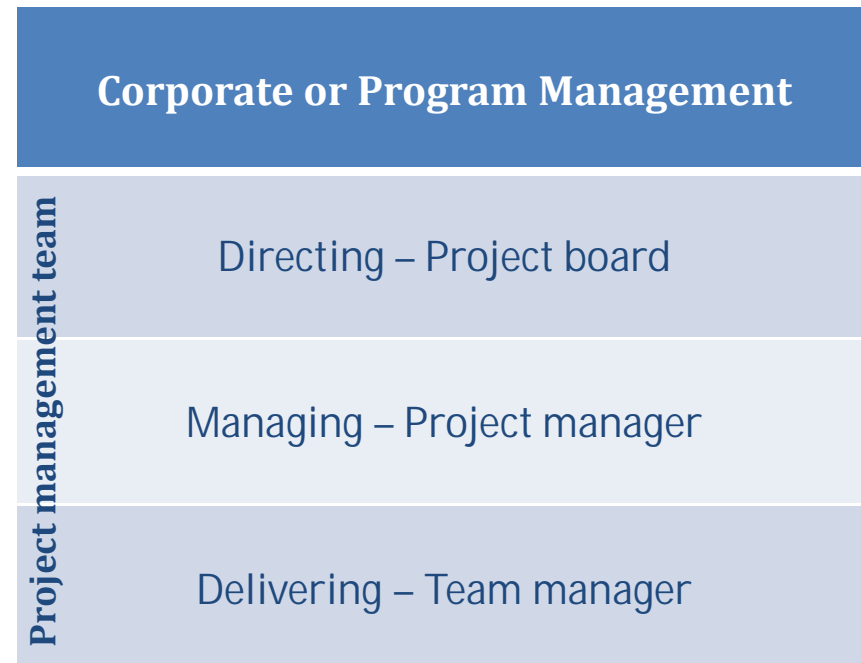 Corporate or Program Management
Project management team
Directing – Project board
Managing – Project manager
Delivering – Team manager